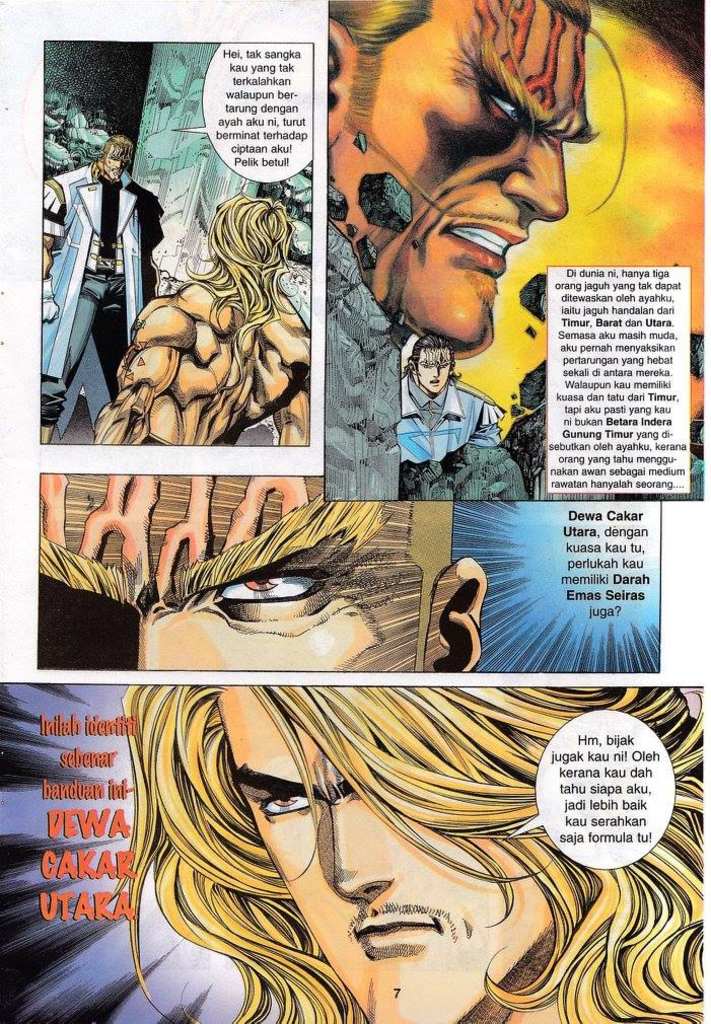 Hei, tak sangka
kau yang tak
terkalahkan
walaupun ber-
tarung dengan
ayah aku ni, turut
berminat terhadap
ciptaan aku!
Pelik betul!
Di dunia ni, hanya tiga
orang jaguh yang tak dapat
ditewaskan oleh ayahku,
iaitu jaguh handalan dari
Timur, Barat dan Utara.
Semasa aku masih muda,
aku pernah menyaksikan
pertarungan yang hebat
sekali di antara mereka.
Walaupun kau memiliki
kuasa dan tatu dari Timur,
tapi aku pasti yang kau
ni bukan Betara Indera
Gunung Timur yang di-
sebutkan oleh ayahku, kerana
orang yang tahu menggu-
nakan awan sebagai medium
rawatan hanyalah seorang....
Dewa Cakar
Utara, dengan
kuasa kau tu,
perlukah kau
memiliki Darah
Emas Seiras
juga?
Inilah identiti
sebenar
banduan ini-
DEWA
CAKAR
UTARA.
Hm, bijak
jugak kau ni! Oleh
kerana kau dah
tahu siapa aku,
jadi lebih baik
kau serahkan
saja formula tu!
7